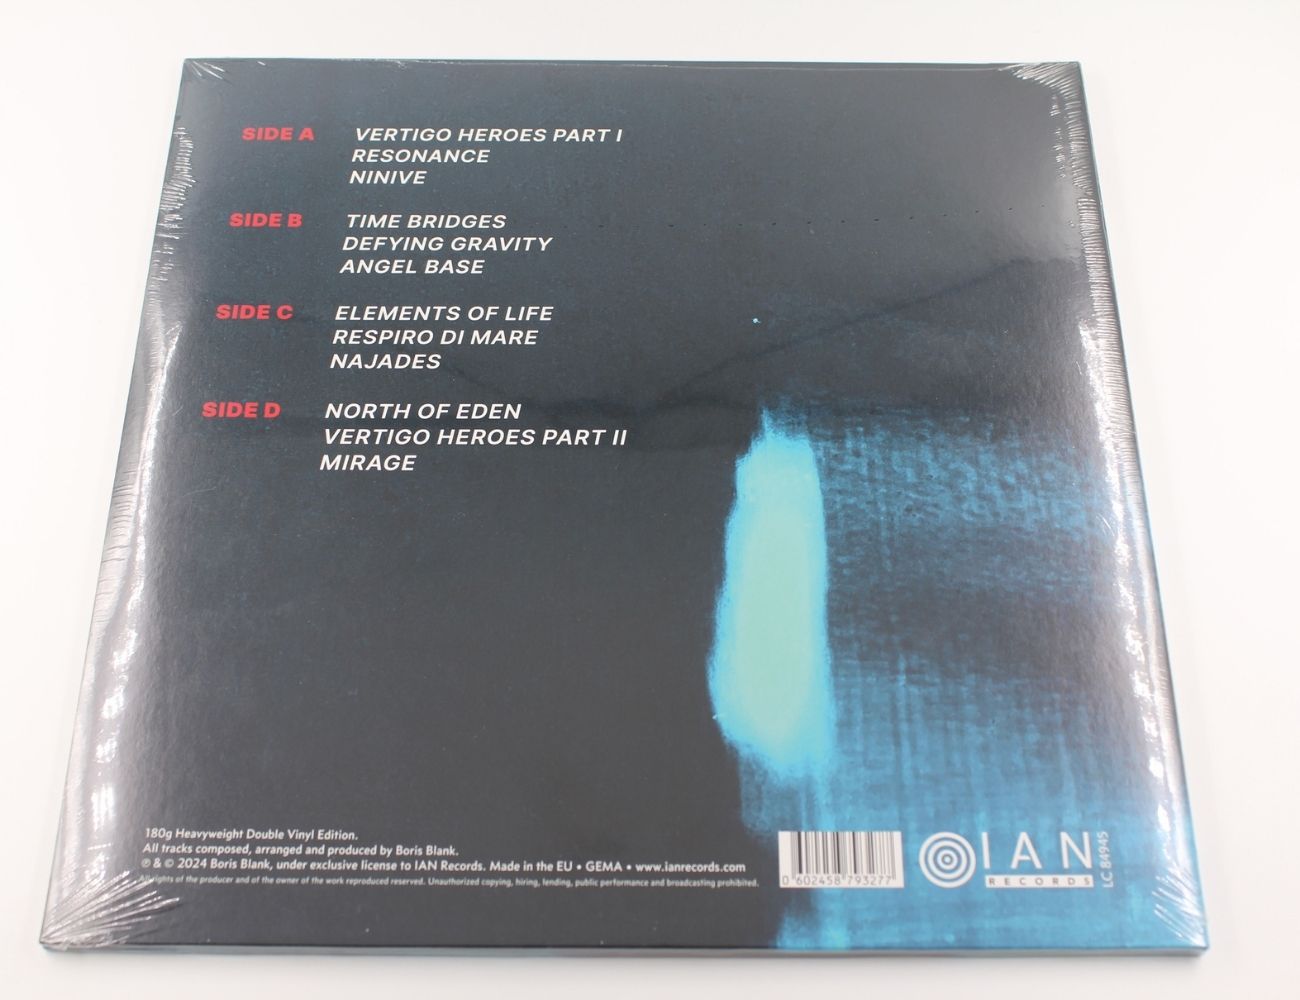 SIDE A VERTIGO HEROES PART I
RESONANCE
NINIVE
SIDE B TIME BRIDGES
DEFYING GRAVITY
ANGEL BASE
SIDE C ELEMENTS OF LIFE
RESPIRO DI MARE
NAJADES
SIDE D NORTH OF EDEN
VERTIGO HEROES PART II
MIRAGE
180g Heavyweight Double Vinyl Edition.
All tracks composed, arranged and produced by Boris Blank.
℗ & © 2024 Boris Blank, under exclusive license to IAN Records. Made in the EU • GEMA • www.ianrecords.com
All rights of the producer and of the owner of the work reproduced reserved. Unauthorized copying, hiring, lending, public performance and broadcasting prohibited.
0 602458 793277
IAN
RECORDS
LC 84945